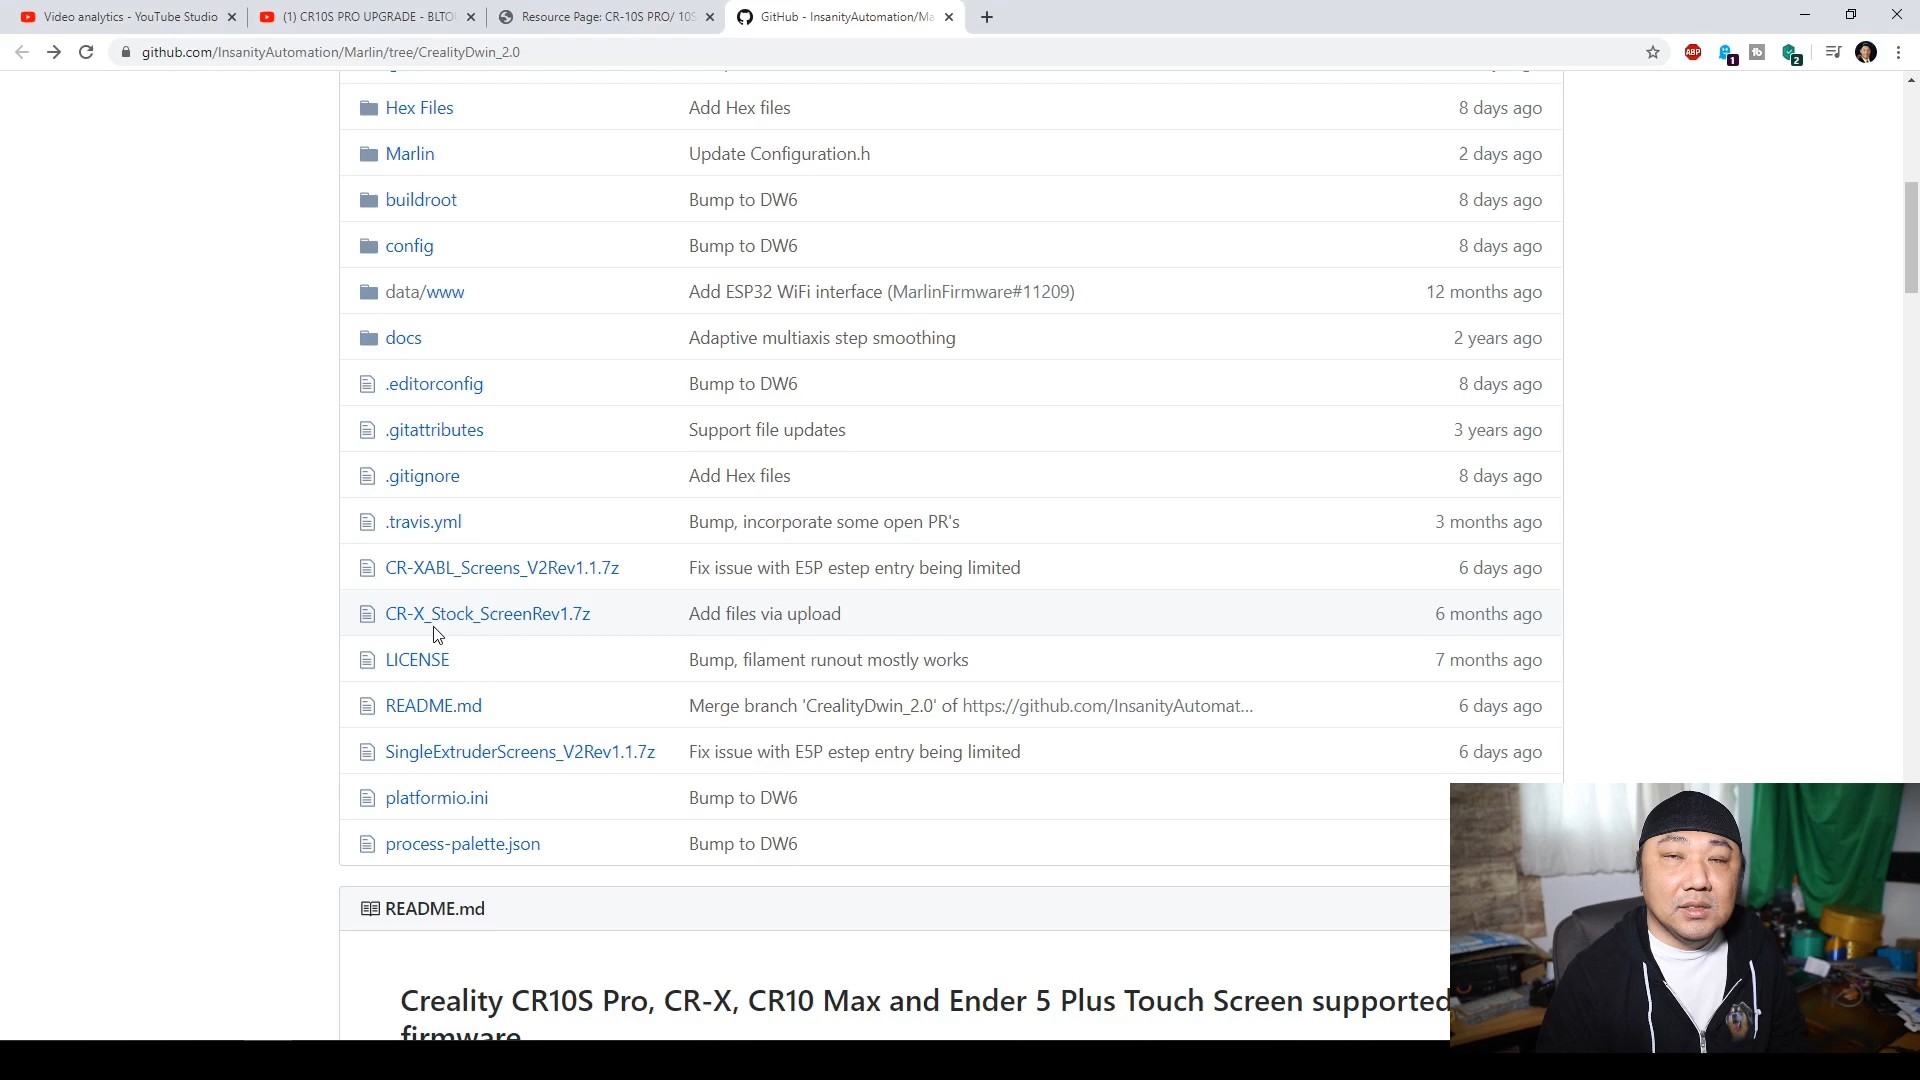 Video analytics - YouTube Studio
(1) CR10S PRO UPGRADE - BLTOU
Resource Page: CR-10S PRO/ 10S
GitHub - InsanityAutomation/Ma
github.com/InsanityAutomation/Marlin/tree/CrealityDwin_2.0
ABP
1
tb
2
Hex Files Add Hex files 8 days ago
Marlin Update Configuration.h 2 days ago
buildroot Bump to DW6 8 days ago
config Bump to DW6 8 days ago
data/www Add ESP32 WiFi interface (MarlinFirmware#11209) 12 months ago
docs Adaptive multiaxis step smoothing 2 years ago
.editorconfig Bump to DW6 8 days ago
.gitattributes Support file updates 3 years ago
.gitignore Add Hex files 8 days ago
.travis.yml Bump, incorporate some open PR's 3 months ago
CR-XABL_Screens_V2Rev1.1.7z Fix issue with E5P estep entry being limited 6 days ago
CR-X_Stock_ScreenRev1.7z Add files via upload 6 months ago
LICENSE Bump, filament runout mostly works 7 months ago
README.md Merge branch 'CrealityDwin_2.0' of https://github.com/InsanityAutomat... 6 days ago
SingleExtruderScreens_V2Rev1.1.7z Fix issue with E5P estep entry being limited 6 days ago
platformio.ini Bump to DW6
process-palette.json Bump to DW6
README.md
Creality CR10S Pro, CR-X, CR10 Max and Ender 5 Plus Touch Screen supported
firmware